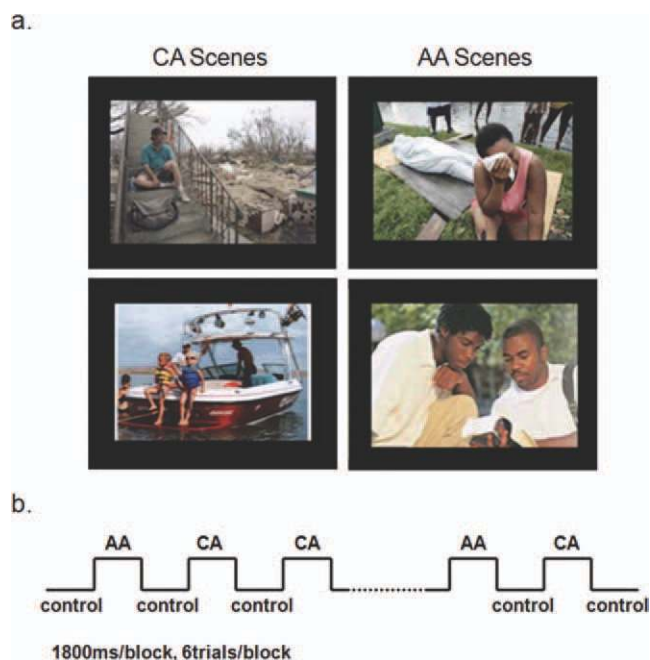 a.
CA Scenes AA Scenes
b.
AA CA CA AA CA
control control control control control
1800ms/block, 6trials/block